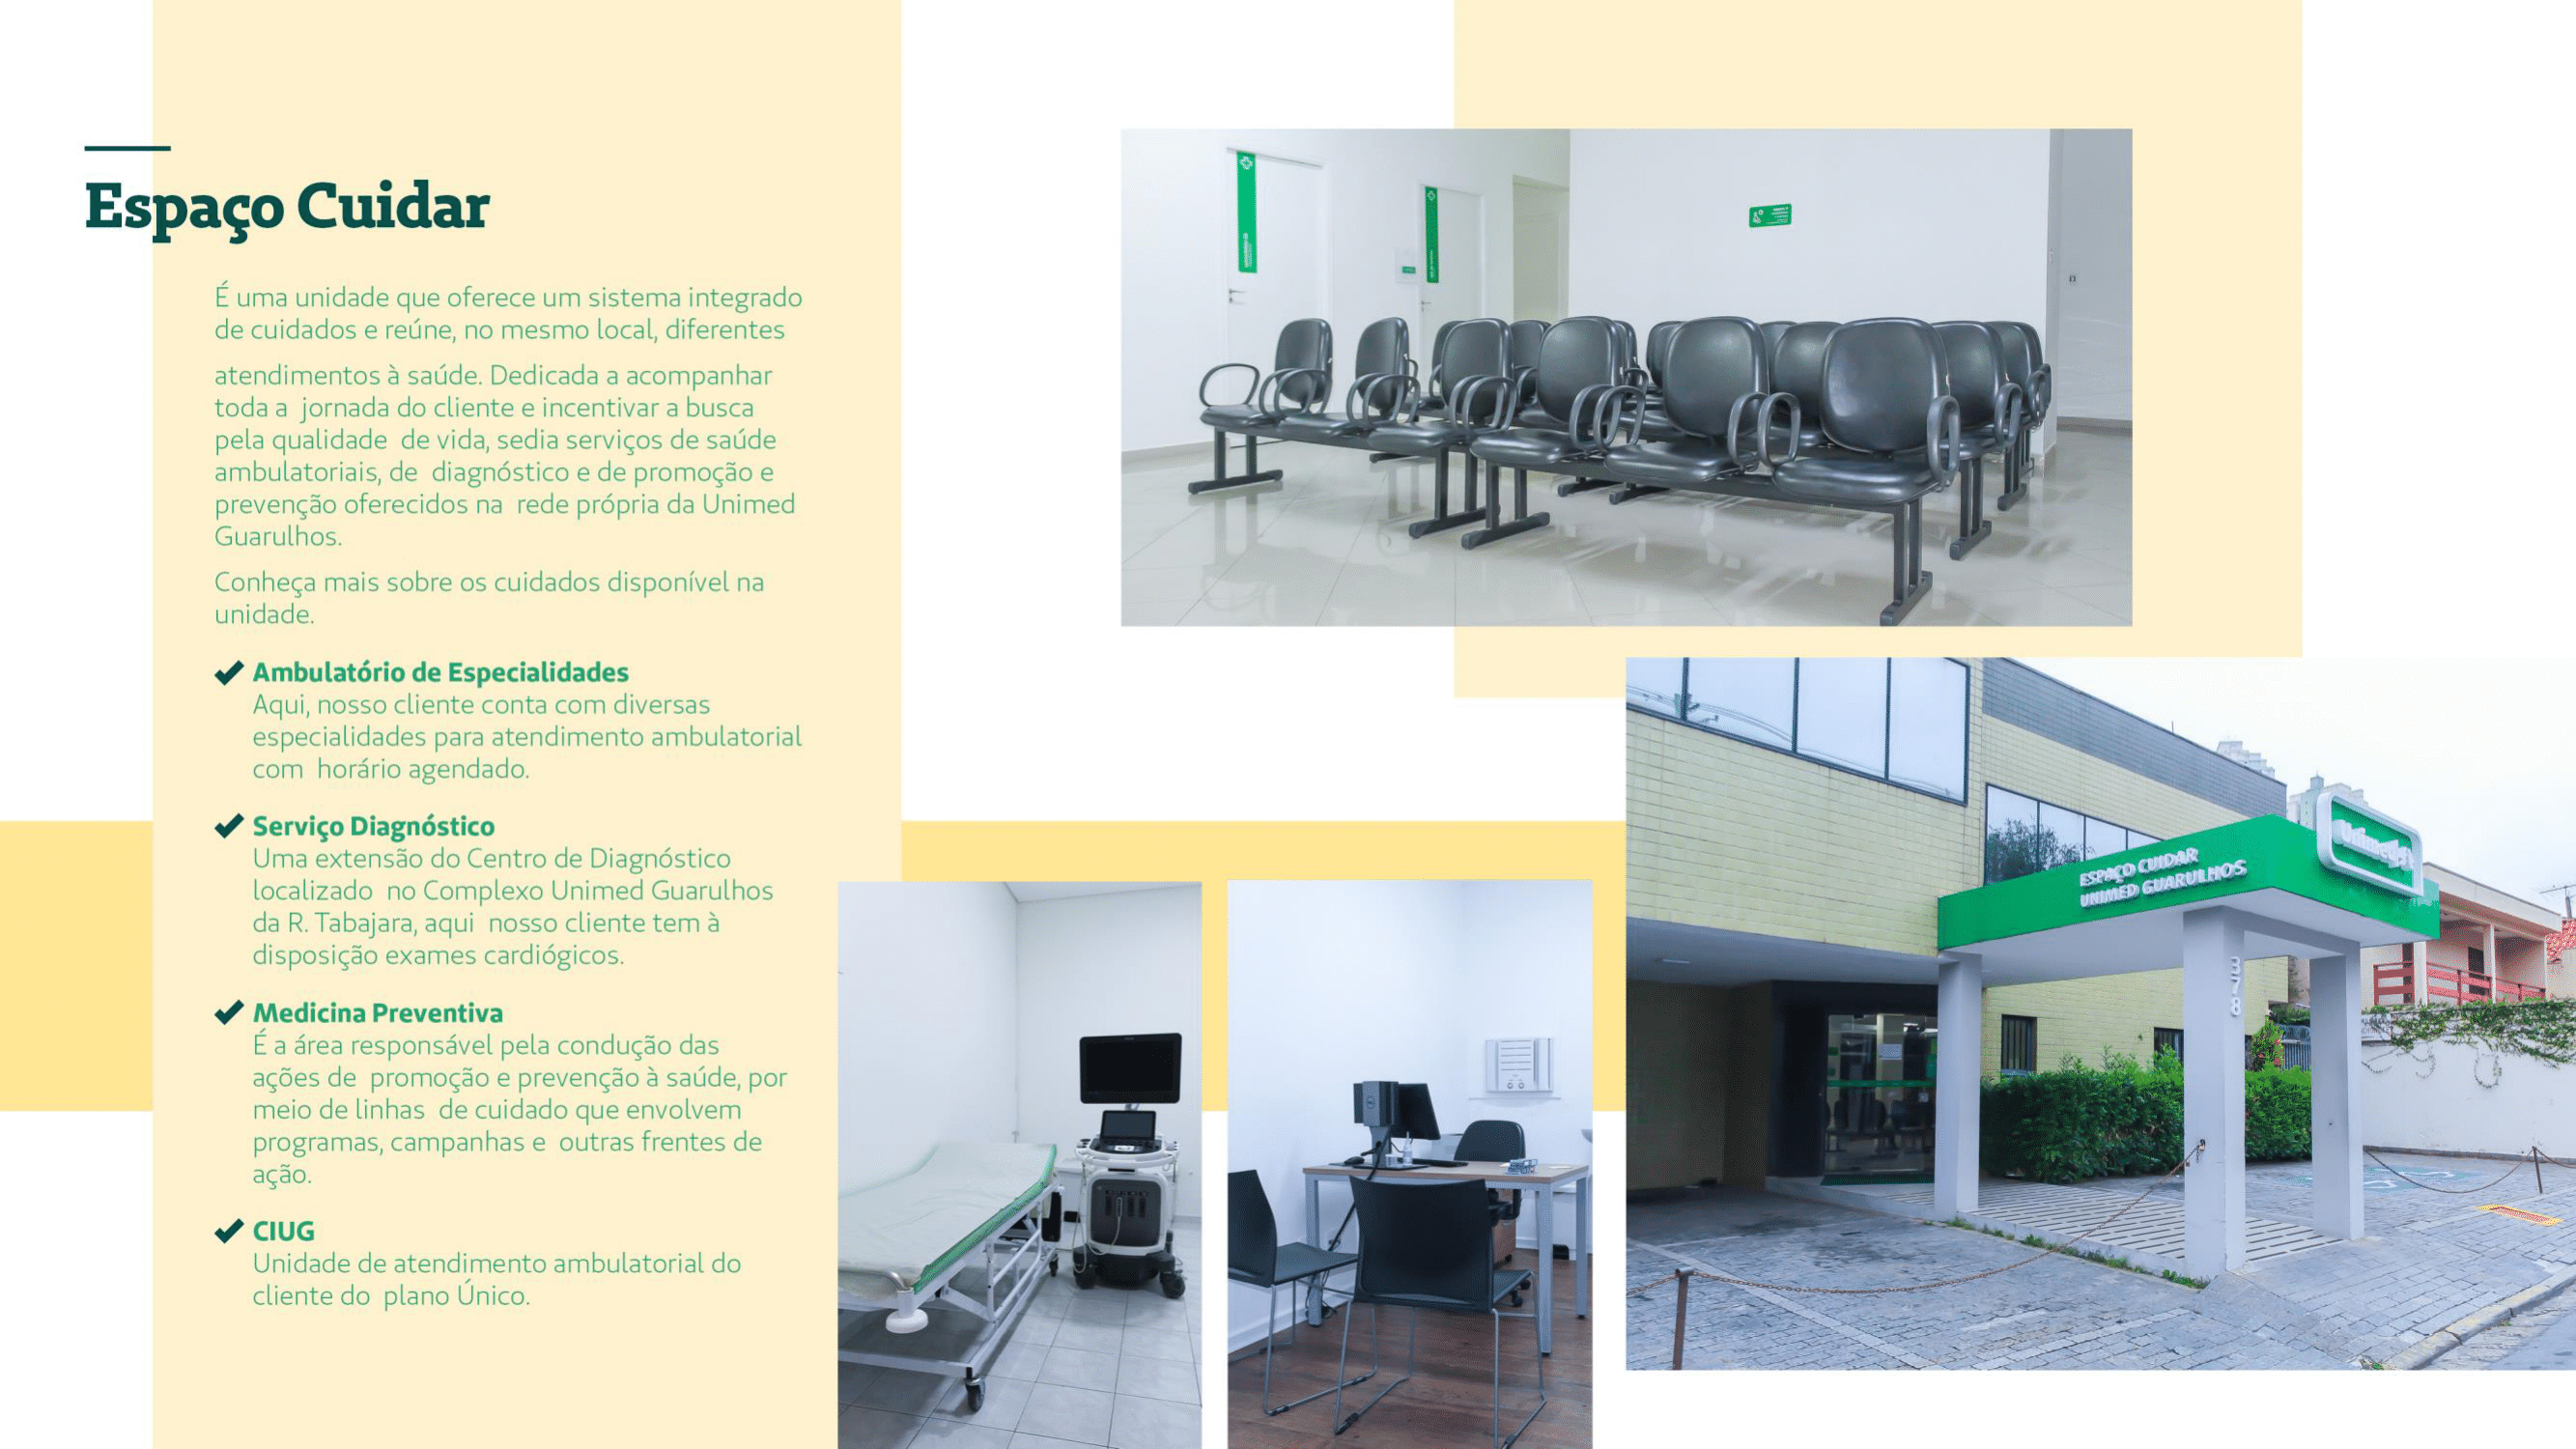 Espaço Cuidar
É uma unidade que oferece um sistema integrado
de cuidados e reúne, no mesmo local, diferentes
atendimentos à saúde. Dedicada a acompanhar
toda a jornada do cliente e incentivar a busca
pela qualidade de vida, sedia serviços de saúde
ambulatoriais, de diagnóstico e de promoção e
prevenção oferecidos na rede própria da Unimed
Guarulhos.
Conheça mais sobre os cuidados disponível na
unidade.
Ambulatório de Especialidades
Aqui, nosso cliente conta com diversas
especialidades para atendimento ambulatorial
com horário agendado.
Serviço Diagnóstico
Uma extensão do Centro de Diagnóstico
localizado no Complexo Unimed Guarulhos
da R. Tabajara, aqui nosso cliente tem à
disposição exames cardiógicos.
Medicina Preventiva
É a área responsável pela condução das
ações de promoção e prevenção à saúde, por
meio de linhas de cuidado que envolvem
programas, campanhas e outras frentes de
ação.
CIUG
Unidade de atendimento ambulatorial do
cliente do plano Único.
Unimed
ESPAÇO CUIDAR
UNIMED GUARULHOS
378